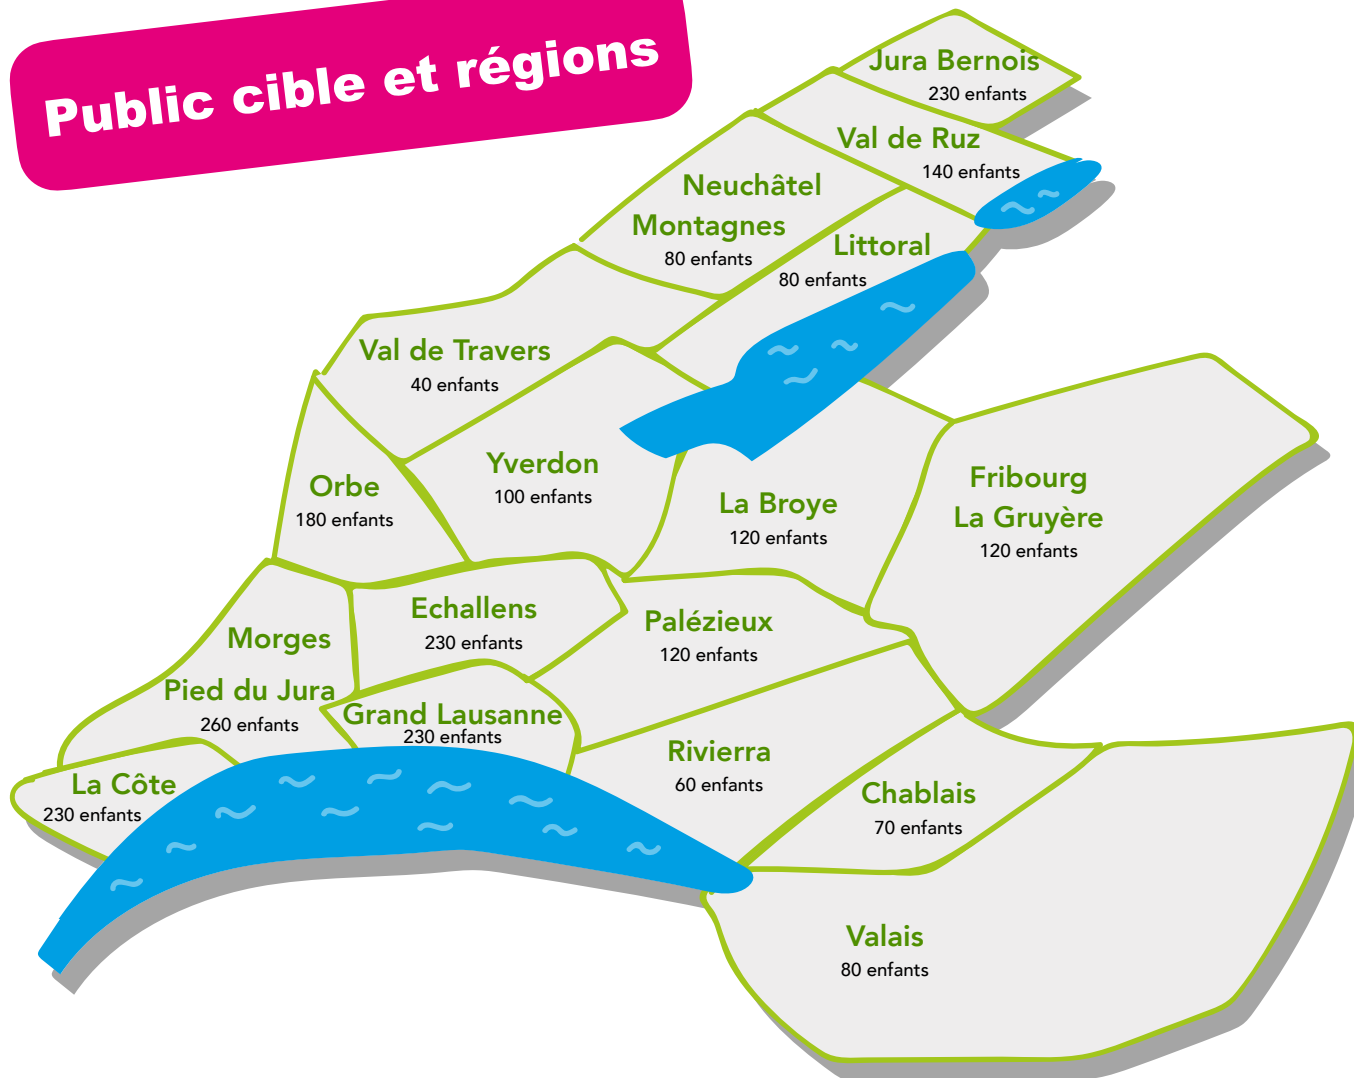 Public cible et régions
Jura Bernois
230 enfants
Val de Ruz
140 enfants
Neuchâtel
Montagnes
80 enfants
Littoral
80 enfants
Val de Travers
40 enfants
Yverdon
100 enfants
Orbe
180 enfants
La Broye
120 enfants
Fribourg
La Gruyère
120 enfants
Echallens
230 enfants
Palézieux
120 enfants
Morges
Pied du Jura
260 enfants
Grand Lausanne
230 enfants
Rivierra
60 enfants
La Côte
230 enfants
Chablais
70 enfants
Valais
80 enfants